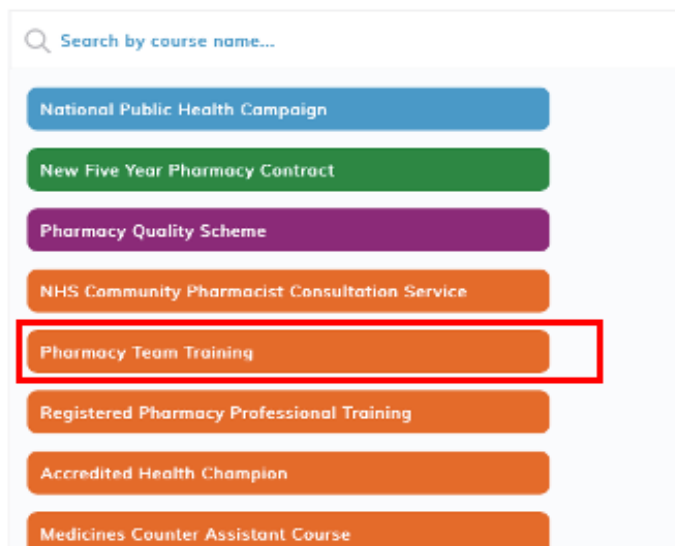 Search by course name...
National Public Health Campaign
New Five Year Pharmacy Contract
Pharmacy Quality Scheme
NHS Community Pharmacist Consultation Service
Pharmacy Team Training
Registered Pharmacy Professional Training
Accredited Health Champion
Medicines Counter Assistant Course